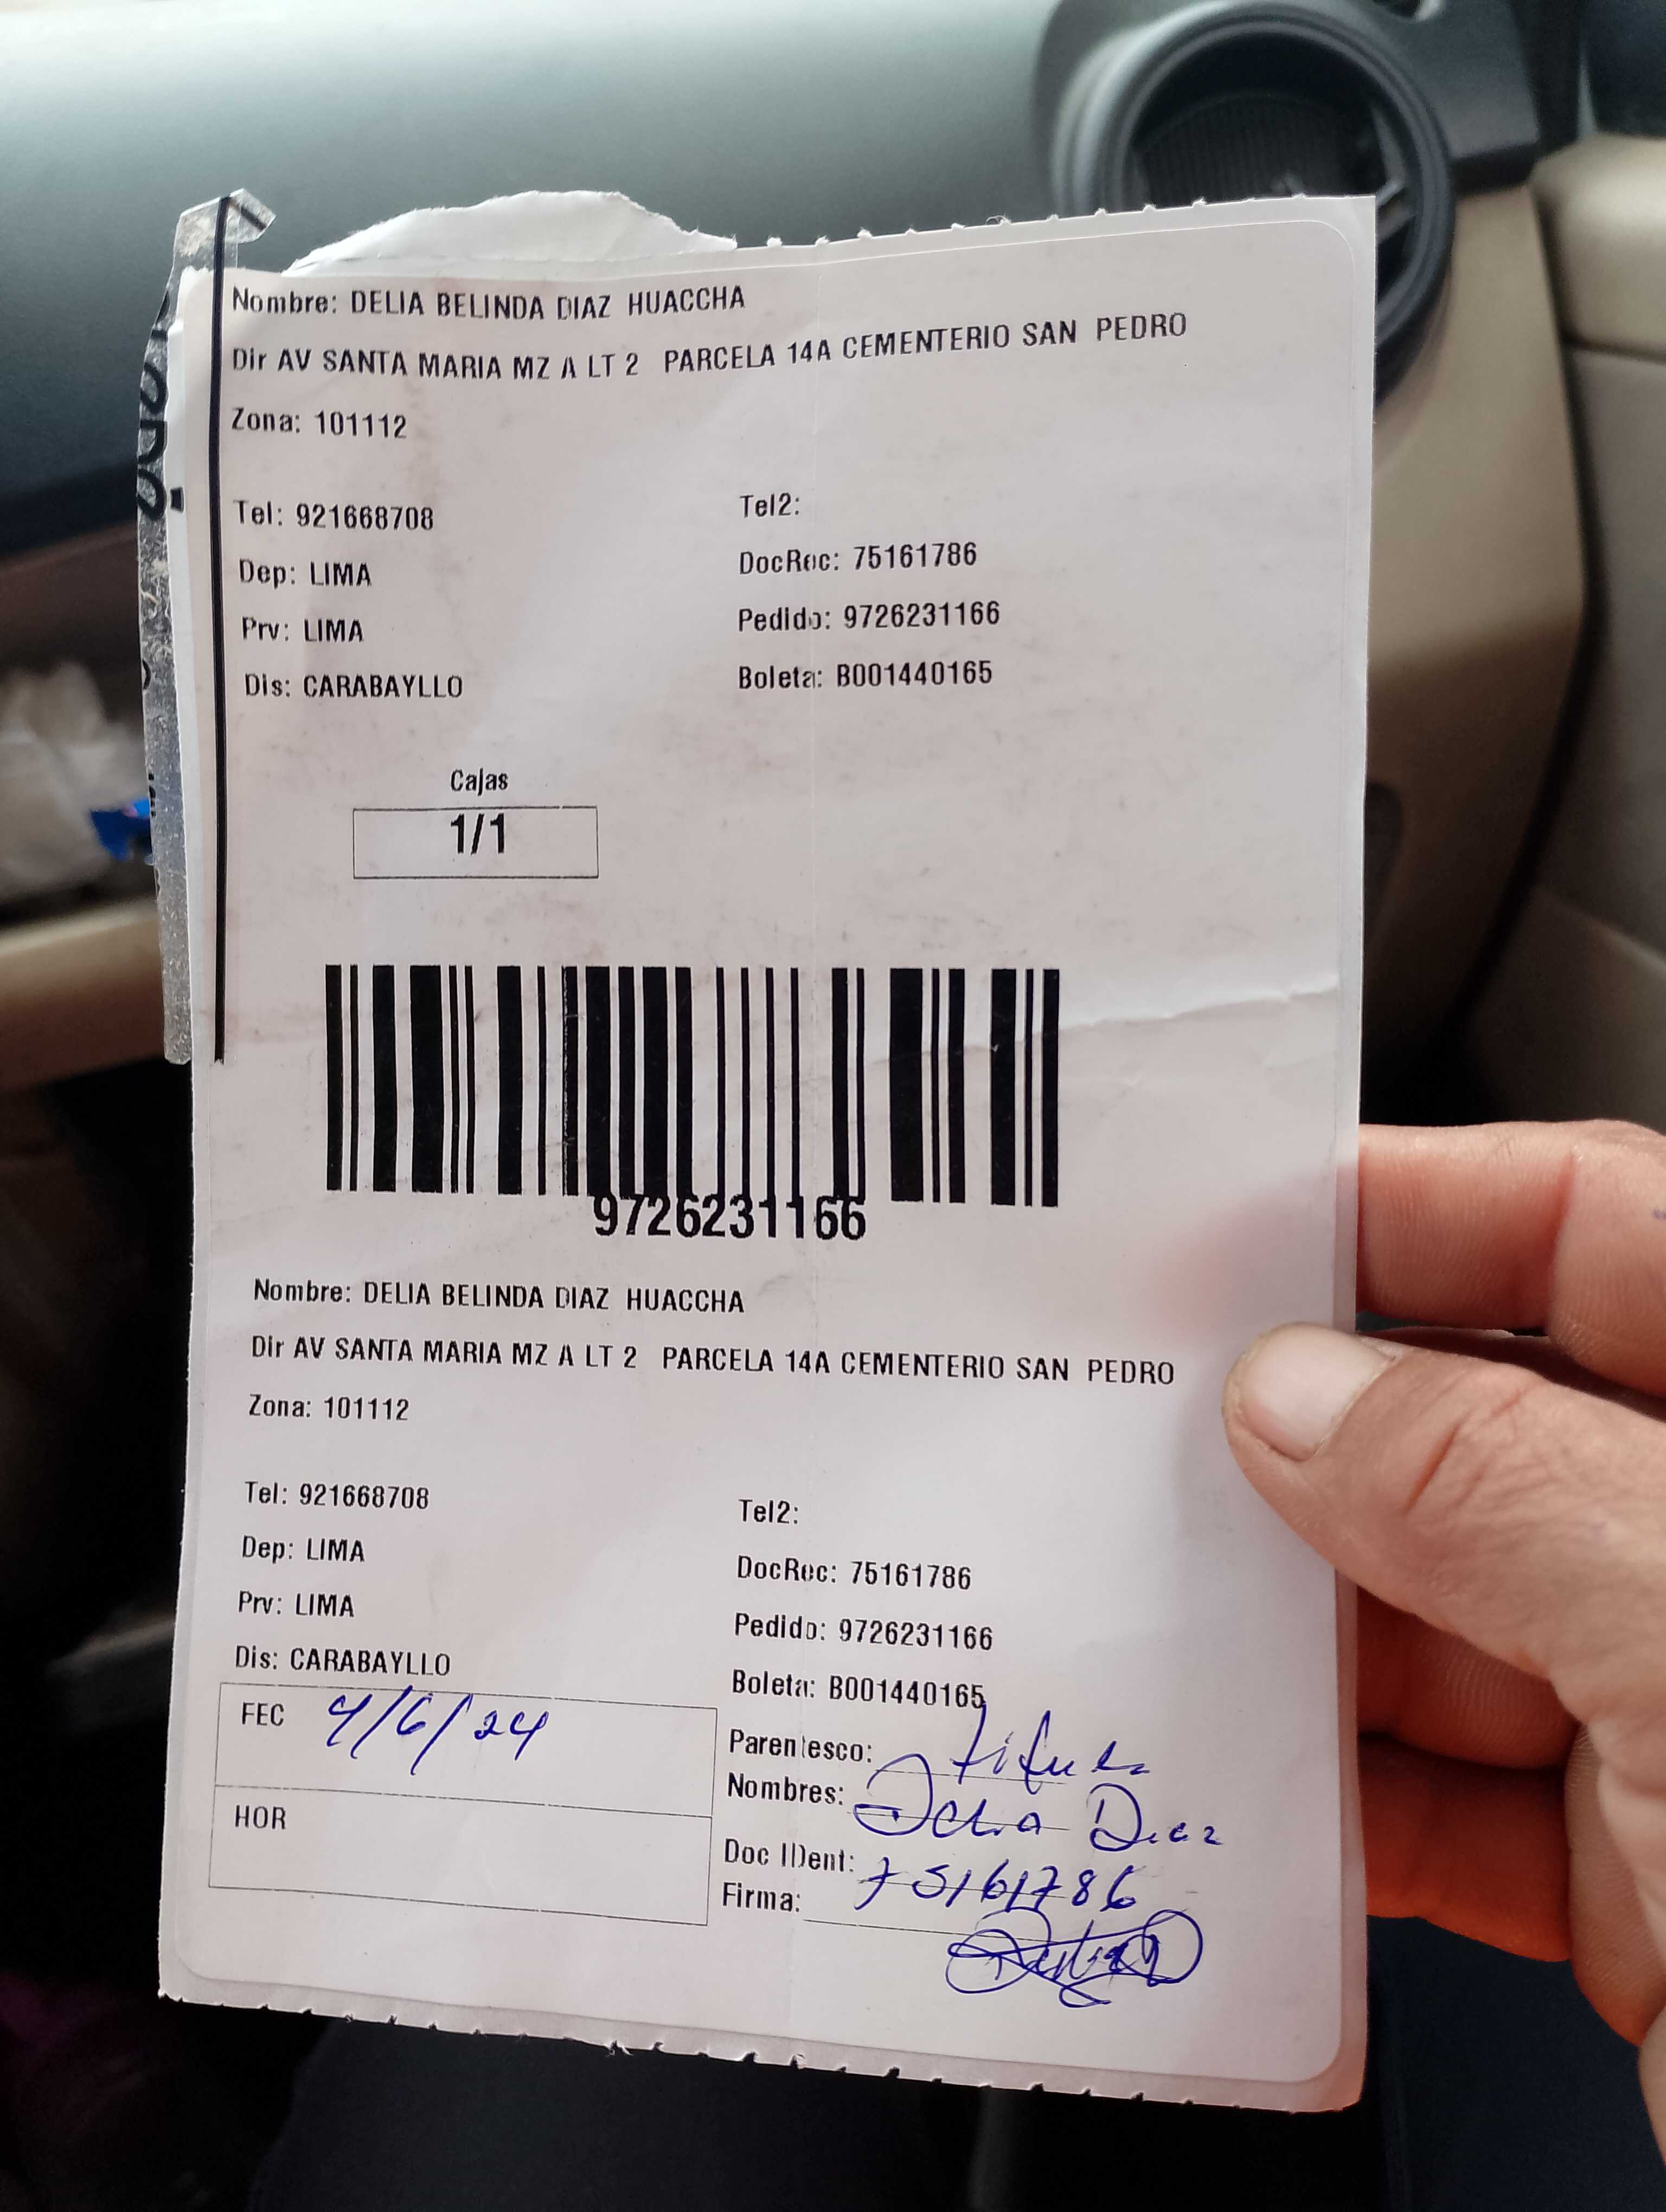 Nombre: DELIA BELINDA DIAZ HUACCHA
Dir AV SANTA MARIA MZ A LT 2 PARCELA 14A CEMENTERIO SAN PEDRO
Zona: 101112
Tel: 921668708
Tel2:
Dep: LIMA
DocRec: 75161786
Prv: LIMA
Pedido: 9726231166
Dis: CARABAYLLO
Boleta: B001440165
Cajas
1/1
9726231166
Nombre: DELIA BELINDA DIAZ HUACCHA
Dir AV SANTA MARIA MZ A LT 2 PARCELA 14A CEMENTERIO SAN PEDRO
Zona: 101112
Tel: 921668708
Tel2:
Dep: LIMA
DocRec: 75161786
Prv: LIMA
Pedido: 9726231166
Dis: CARABAYLLO
Boleta: B001440165
FEC 4/6/24
Parentesco: titular
Nombres: Delia Diaz
HOR
Doc IDent: 75161786
Firma: